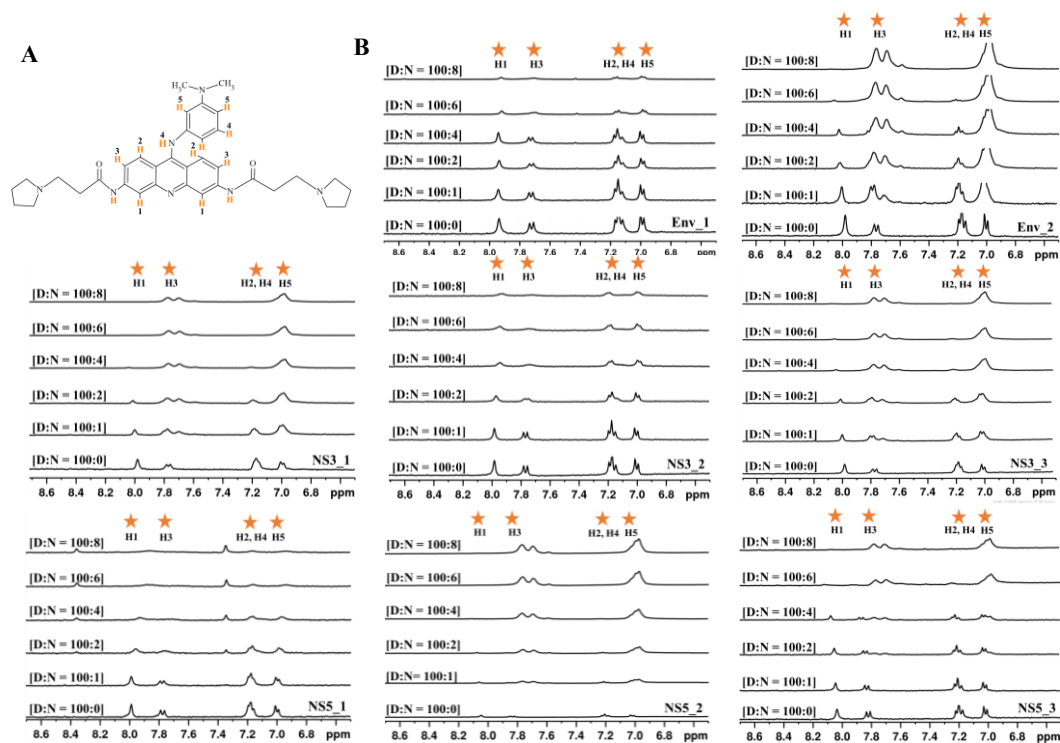 A
H₃C CH₃
N
5 5
H H
4
H
H N 4 H H
2 2
H H
3 3
H H
O O
N N
N N N
H H H H
1 1
B
H1 H3 H2, H4 H5
[D:N = 100:8]
[D:N = 100:6]
[D:N = 100:4]
[D:N = 100:2]
[D:N = 100:1]
[D:N = 100:0] Env_1
8.6 8.4 8.2 8.0 7.8 7.6 7.4 7.2 7.0 6.8 ppm
H1 H3 H2, H4 H5
[D:N = 100:8]
[D:N = 100:6]
[D:N = 100:4]
[D:N = 100:2]
[D:N = 100:1]
[D:N = 100:0] Env_2
8.6 8.4 8.2 8.0 7.8 7.6 7.4 7.2 7.0 6.8 ppm
H1 H3 H2, H4 H5
[D:N = 100:8]
[D:N = 100:6]
[D:N = 100:4]
[D:N = 100:2]
[D:N = 100:1]
[D:N = 100:0] NS3_1
8.6 8.4 8.2 8.0 7.8 7.6 7.4 7.2 7.0 ppm
H1 H3 H2, H4 H5
[D:N = 100:8]
[D:N = 100:6]
[D:N = 100:4]
[D:N = 100:2]
[D:N = 100:1]
[D:N = 100:0] NS3_2
8.6 8.4 8.2 8.0 7.8 7.6 7.4 7.2 7.0 ppm
H1 H3 H2, H4 H5
[D:N = 100:8]
[D:N = 100:6]
[D:N = 100:4]
[D:N = 100:2]
[D:N = 100:1]
[D:N = 100:0] NS3_3
8.6 8.4 8.2 8.0 7.8 7.6 7.4 7.2 7.0 ppm
H1 H3 H2, H4 H5
[D:N = 100:8]
[D:N = 100:6]
[D:N = 100:4]
[D:N = 100:2]
[D:N = 100:1]
[D:N = 100:0] NS5_1
8.6 8.4 8.2 8.0 7.8 7.6 7.4 7.2 7.0 ppm
H1 H3 H2, H4 H5
[D:N = 100:8]
[D:N = 100:6]
[D:N = 100:4]
[D:N = 100:2]
[D:N= 100:1]
[D:N = 100:0] NS5_2
8.6 8.4 8.2 8.0 7.8 7.6 7.4 7.2 7.0 ppm
H1 H3 H2, H4 H5
[D:N = 100:8]
[D:N = 100:6]
[D:N = 100:4]
[D:N = 100:2]
[D:N = 100:1]
[D:N = 100:0] NS5_3
8.6 8.4 8.2 8.0 7.8 7.6 7.4 7.2 7.0 ppm